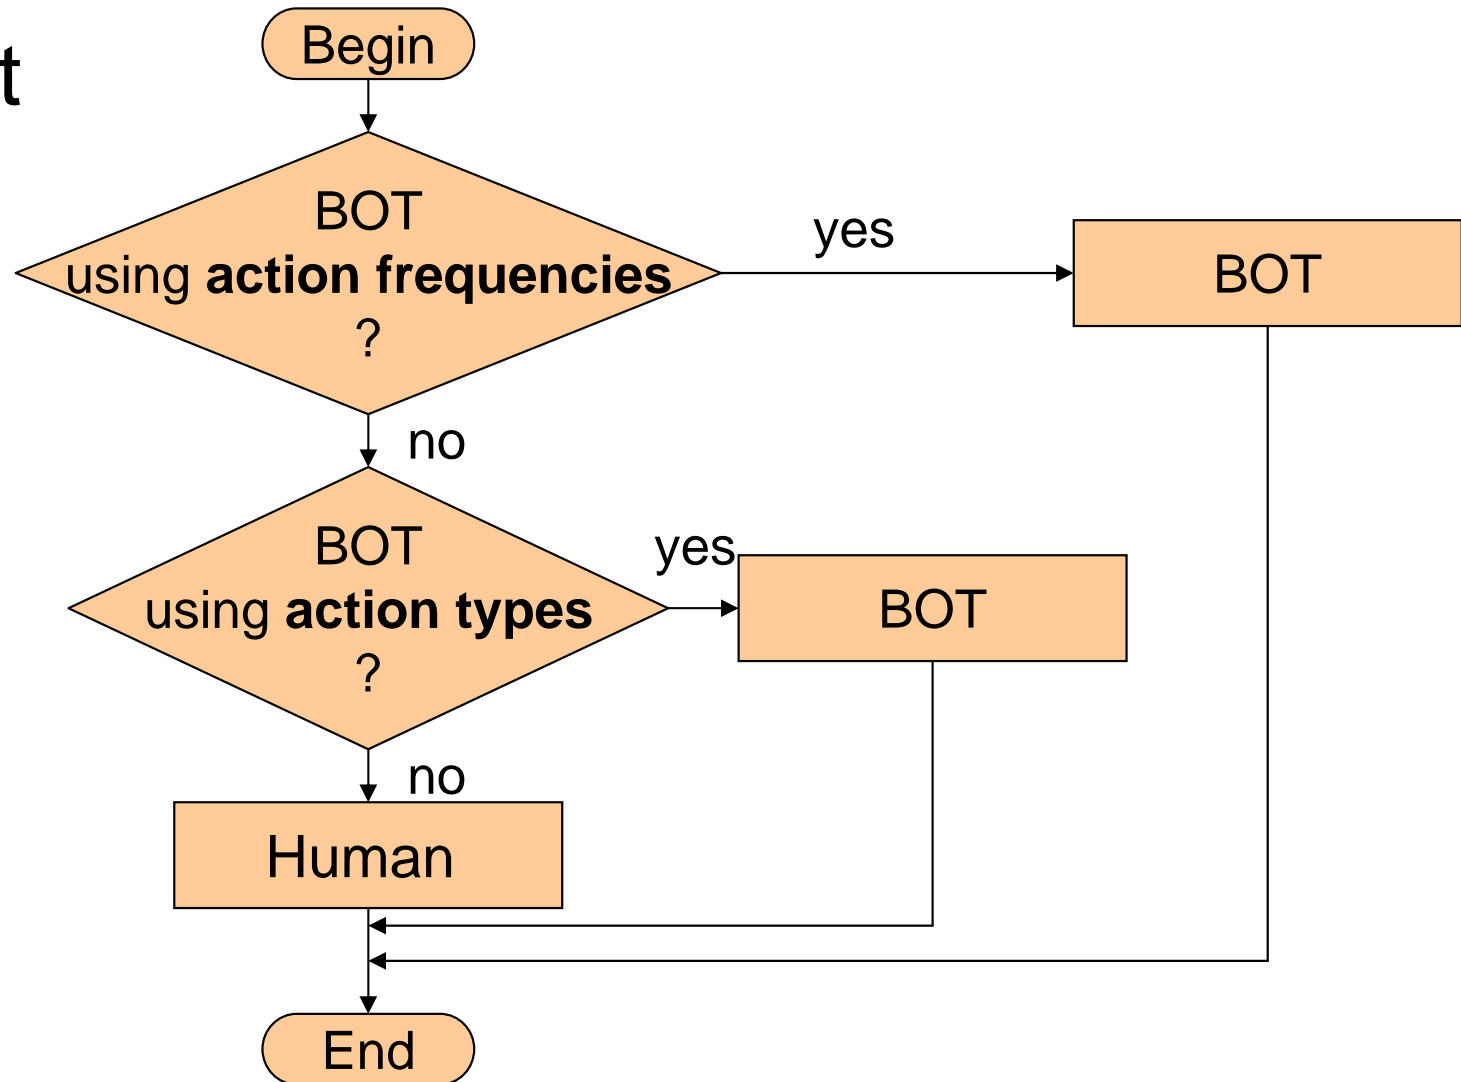 t
Begin
BOT
using action frequencies
?
yes
BOT
no
BOT
using action types
?
yes
BOT
no
Human
End